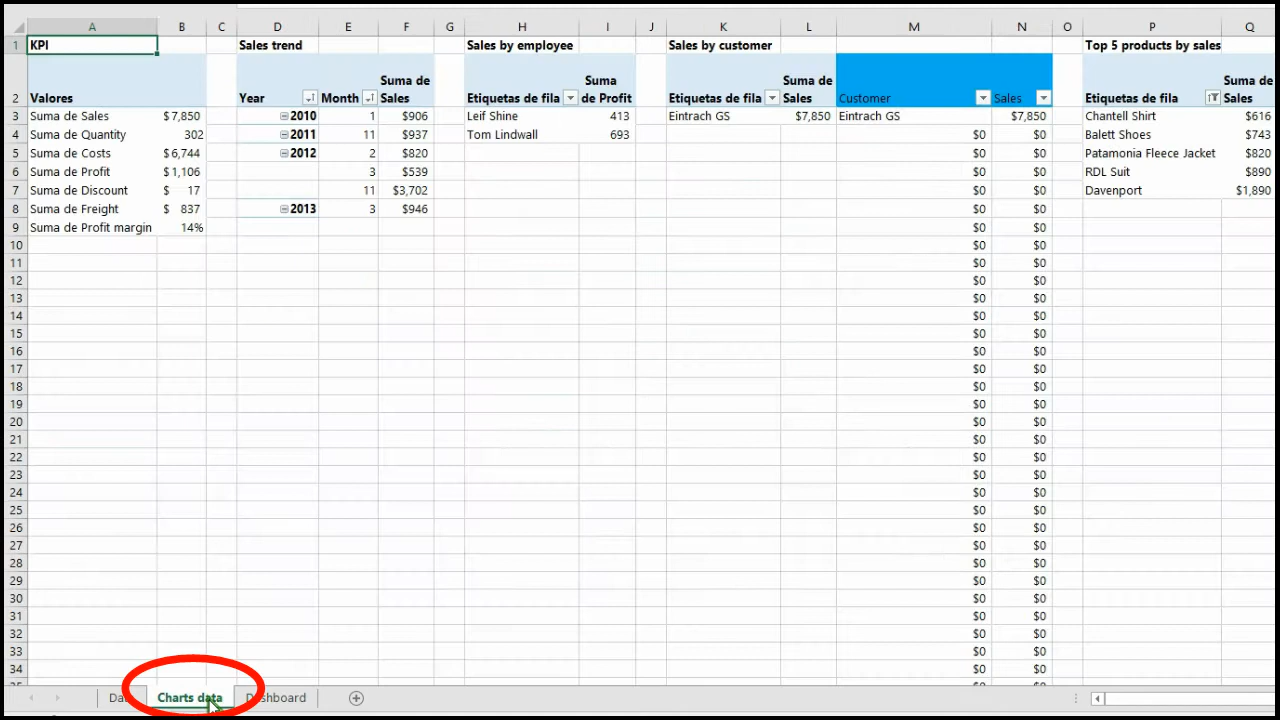 A B C D E F G H I J K L M N O P Q
1 KPI Sales trend Sales by employee Sales by customer Top 5 products by sales
Suma de Suma Suma de Suma de
2 Valores Year Month Sales Etiquetas de fila de Profit Etiquetas de fila Sales Customer Sales Etiquetas de fila Sales
3 Suma de Sales $ 7,850 2010 1 $906 Leif Shine 413 Eintrach GS $7,850 Eintrach GS $7,850 Chantell Shirt $616
4 Suma de Quantity 302 2011 11 $937 Tom Lindwall 693 $0 $0 Balett Shoes $743
5 Suma de Costs $ 6,744 2012 2 $820 $0 $0 Patamonia Fleece Jacket $820
6 Suma de Profit $ 1,106 3 $539 $0 $0 RDL Suit $890
7 Suma de Discount $ 17 11 $3,702 $0 $0 Davenport $1,890
8 Suma de Freight $ 837 2013 3 $946 $0 $0
9 Suma de Profit margin 14% $0 $0
10 $0 $0
11 $0 $0
12 $0 $0
13 $0 $0
14 $0 $0
15 $0 $0
16 $0 $0
17 $0 $0
18 $0 $0
19 $0 $0
20 $0 $0
21 $0 $0
22 $0 $0
23 $0 $0
24 $0 $0
25 $0 $0
26 $0 $0
27 $0 $0
28 $0 $0
29 $0 $0
30 $0 $0
31 $0 $0
32 $0 $0
33 $0 $0
34 $0 $0
Charts data Dashboard